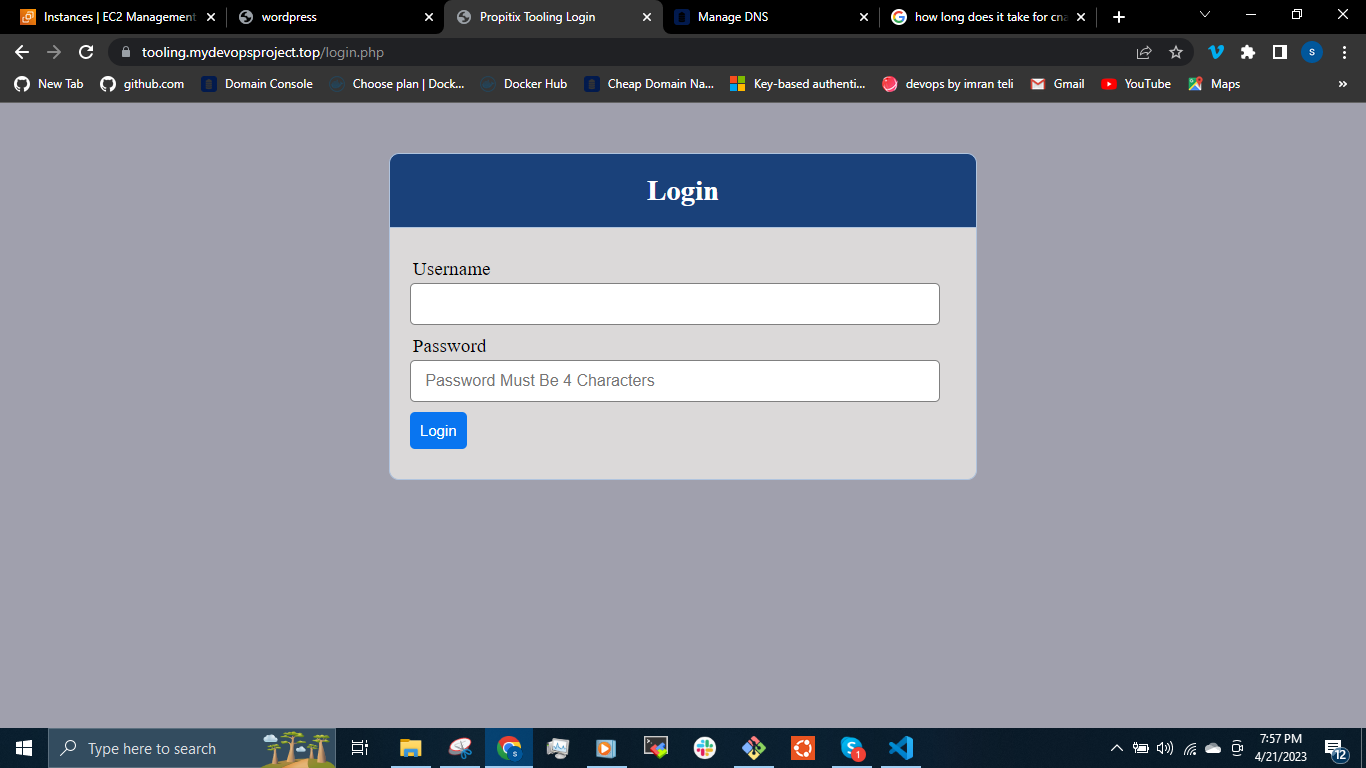 Instances | EC2 Management
wordpress
Propitix Tooling Login
Manage DNS
how long does it take for cna
tooling.mydevopsproject.top/login.php
s
New Tab
github.com
Domain Console
Choose plan | Dock...
Docker Hub
Cheap Domain Na...
Key-based authenti...
devops by imran teli
Gmail
YouTube
Maps
»
Login
Username
Password
Password Must Be 4 Characters
Login
Type here to search
7:57 PM
4/21/2023
1
12